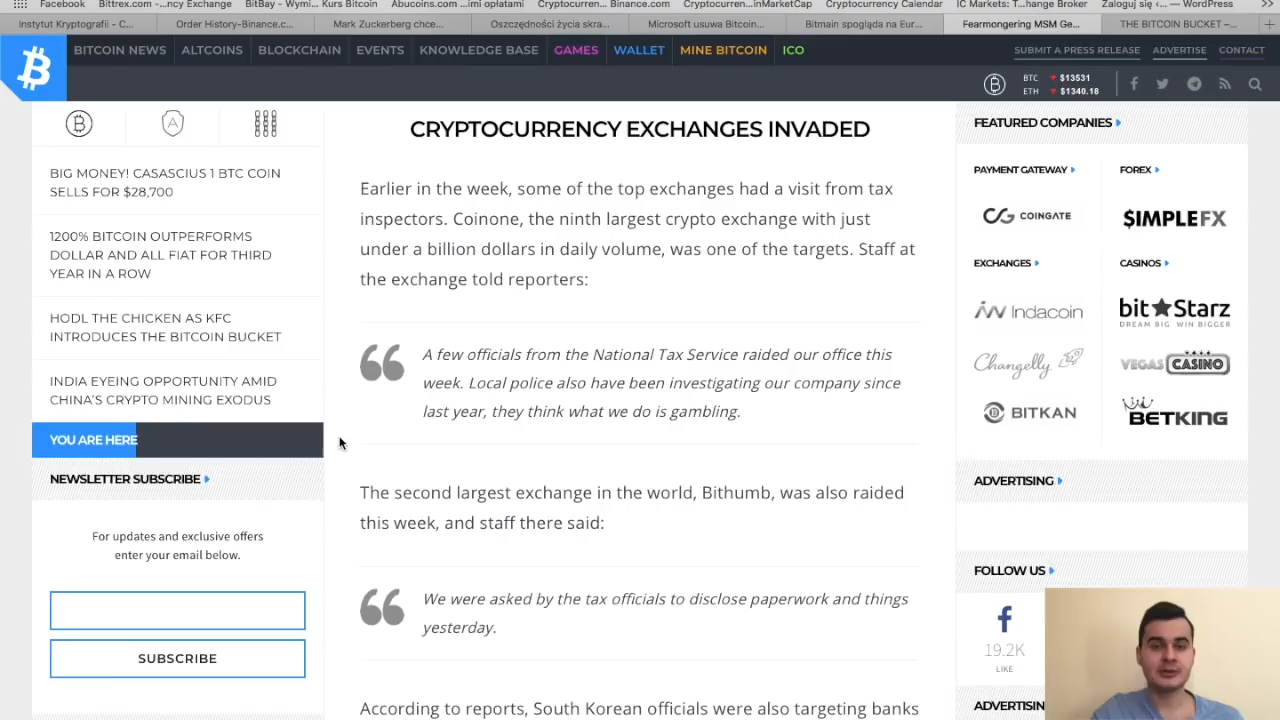 Facebook
Bittrex.com -...ncy Exchange
BitBay - Wymi... Kurs Bitcoin
Abucoins.com ...imi opłatami
Cryptocurrenc...Binance.com
Cryptocurren...inMarketCap
Cryptocurrency Calendar
IC Markets: T...hange Broker
Zaloguj się ‹... — WordPress
Instytut Kryptografii - C...
Order History-Binance.c...
Mark Zuckerberg chce...
Oszczędności życia skra...
Microsoft usuwa Bitcoin...
Bitmain spogląda na Eur...
Fearmongering MSM Ge...
THE BITCOIN BUCKET –...
BITCOIN NEWS
ALTCOINS
BLOCKCHAIN
EVENTS
KNOWLEDGE BASE
GAMES
WALLET
MINE BITCOIN
ICO
SUBMIT A PRESS RELEASE
ADVERTISE
CONTACT
BTC $13531
ETH $1340.18
BIG MONEY! CASASCIUS 1 BTC COIN
SELLS FOR $28,700
1200% BITCOIN OUTPERFORMS
DOLLAR AND ALL FIAT FOR THIRD
YEAR IN A ROW
HODL THE CHICKEN AS KFC
INTRODUCES THE BITCOIN BUCKET
INDIA EYEING OPPORTUNITY AMID
CHINA'S CRYPTO MINING EXODUS
YOU ARE HERE
NEWSLETTER SUBSCRIBE
For updates and exclusive offers
enter your email below.
SUBSCRIBE
CRYPTOCURRENCY EXCHANGES INVADED
Earlier in the week, some of the top exchanges had a visit from tax
inspectors. Coinone, the ninth largest crypto exchange with just
under a billion dollars in daily volume, was one of the targets. Staff at
the exchange told reporters:
A few officials from the National Tax Service raided our office this
week. Local police also have been investigating our company since
last year, they think what we do is gambling.
The second largest exchange in the world, Bithumb, was also raided
this week, and staff there said:
We were asked by the tax officials to disclose paperwork and things
yesterday.
According to reports, South Korean officials were also targeting banks
FEATURED COMPANIES
PAYMENT GATEWAY
COINGATE
FOREX
$IMPLEFX
EXCHANGES
Indacoin
Changelly
BITKAN
CASINOS
bit★Starz
DREAM BIG. WIN BIGGER
VEGAS CASINO
BETKING
ADVERTISING
FOLLOW US
19.2K
LIKE
ADVERTISIN